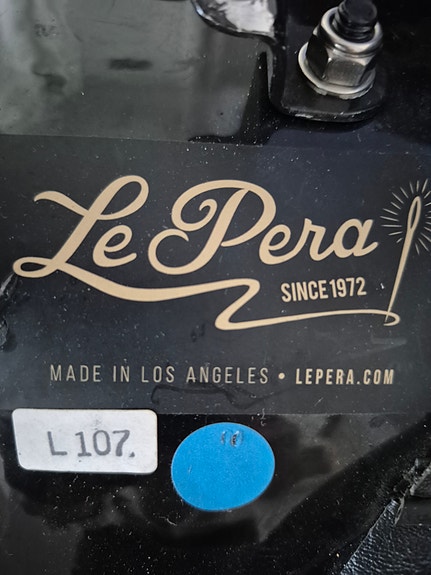 Le Pera
SINCE 1972
MADE IN LOS ANGELES • LEPERA.COM
L 107.